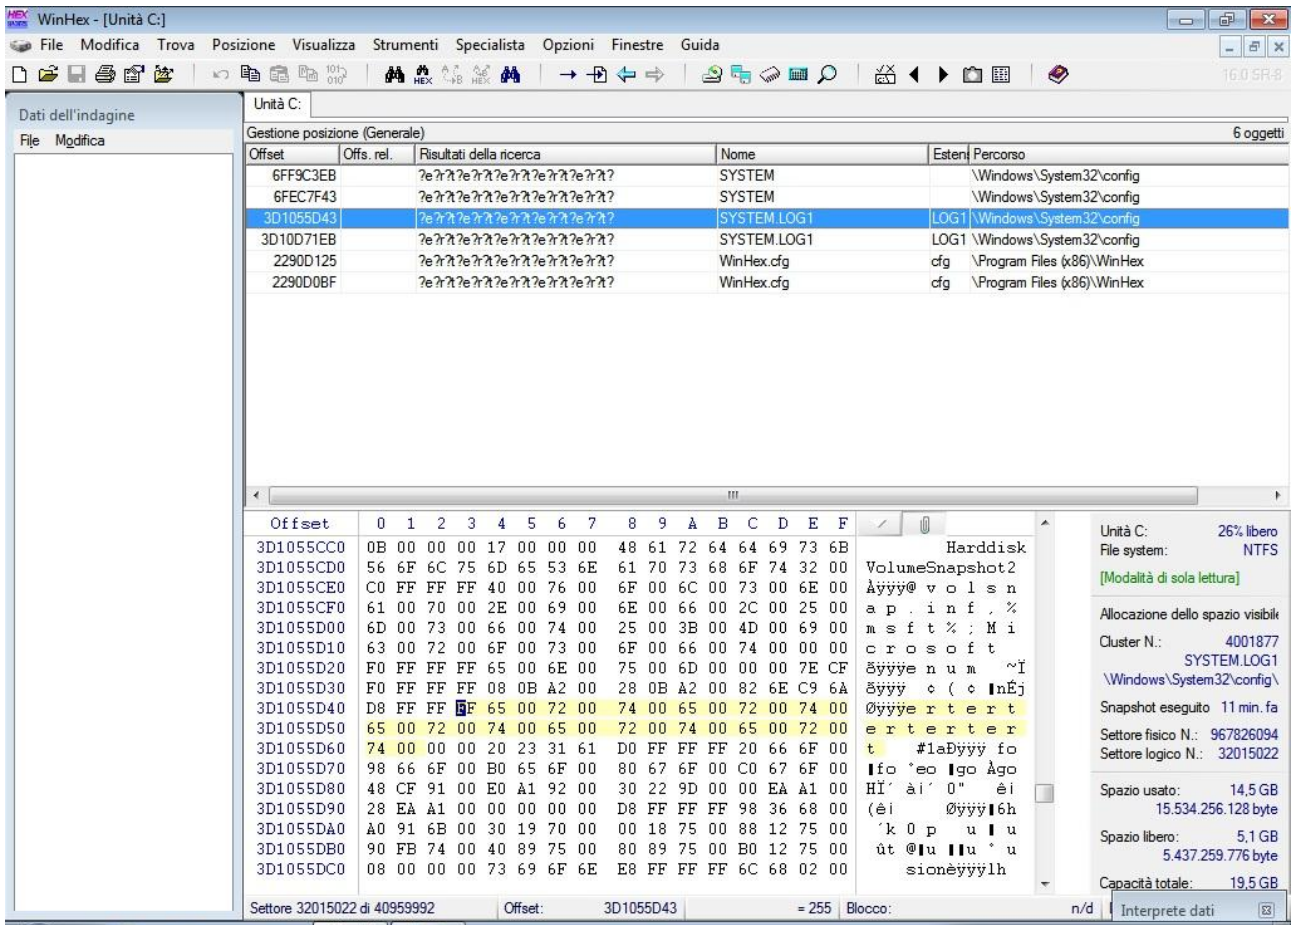 HEX WinHex - [Unità C:]
File Modifica Trova Posizione Visualizza Strumenti Specialista Opzioni Finestre Guida
16.0 SR-8
Dati dell'indagine
File Modifica
Unità C:
Gestione posizione (Generale) 6 oggetti
Offset Offs. rel. Risultati della ricerca Nome Esten Percorso
6FF9C3EB ?e?r?t?e?r?t?e?r?t?e?r?t? SYSTEM \Windows\System32\config
6FEC7F43 ?e?r?t?e?r?t?e?r?t?e?r?t? SYSTEM \Windows\System32\config
3D1055D43 ?e?r?t?e?r?t?e?r?t?e?r?t? SYSTEM.LOG1 LOG1 \Windows\System32\config
3D10D71EB ?e?r?t?e?r?t?e?r?t?e?r?t? SYSTEM.LOG1 LOG1 \Windows\System32\config
2290D125 ?e?r?t?e?r?t?e?r?t?e?r?t? WinHex.cfg cfg \Program Files (x86)\WinHex
2290D0BF ?e?r?t?e?r?t?e?r?t?e?r?t? WinHex.cfg cfg \Program Files (x86)\WinHex
Offset 0 1 2 3 4 5 6 7 8 9 A B C D E F
3D1055CC0 0B 00 00 00 17 00 00 00 48 61 72 64 64 69 73 6B Harddisk
3D1055CD0 56 6F 6C 75 6D 65 53 6E 61 70 73 68 6F 74 32 00 VolumeSnapshot2
3D1055CE0 C0 FF FF FF 40 00 76 00 6F 00 6C 00 73 00 6E 00 Àÿÿÿ@ v o l s n
3D1055CF0 61 00 70 00 2E 00 69 00 6E 00 66 00 2C 00 25 00 a p . i n f , %
3D1055D00 6D 00 73 00 66 00 74 00 25 00 3B 00 4D 00 69 00 m s f t % ; M i
3D1055D10 63 00 72 00 6F 00 73 00 6F 00 66 00 74 00 00 00 c r o s o f t
3D1055D20 F0 FF FF FF 65 00 6E 00 75 00 6D 00 00 00 7E CF ðÿÿÿe n u m ~Ï
3D1055D30 F0 FF FF FF 08 0B A2 00 28 0B A2 00 82 6E C9 6A ðÿÿÿ ¢ ( ¢ nÉj
3D1055D40 D8 FF FF FF 65 00 72 00 74 00 65 00 72 00 74 00 Øÿÿÿe r t e r t
3D1055D50 65 00 72 00 74 00 65 00 72 00 74 00 65 00 72 00 e r t e r t e r
3D1055D60 74 00 00 00 20 23 31 61 D0 FF FF FF 20 66 6F 00 t #1aÐÿÿÿ fo
3D1055D70 98 66 6F 00 B0 65 6F 00 80 67 6F 00 C0 67 6F 00 fo °eo go Àgo
3D1055D80 48 CF 91 00 E0 A1 92 00 30 22 9D 00 00 EA A1 00 HÏ´ ài´ 0" êi
3D1055D90 28 EA A1 00 00 00 00 00 D8 FF FF FF 98 36 68 00 (êi Øÿÿÿ6h
3D1055DA0 A0 91 6B 00 30 19 70 00 00 18 75 00 88 12 75 00 ´k 0 p u u
3D1055DB0 90 FB 74 00 40 89 75 00 80 89 75 00 B0 12 75 00 ût @u u ° u
3D1055DC0 08 00 00 00 73 69 6F 6E E8 FF FF FF 6C 68 02 00 sionèÿÿÿlh
Unità C: 26% libero
File system: NTFS
[Modalità di sola lettura]
Allocazione dello spazio visibile
Cluster N.: 4001877
SYSTEM.LOG1
\Windows\System32\config\
Snapshot eseguito 11 min. fa
Settore fisico N.: 967826094
Settore logico N.: 32015022
Spazio usato: 14,5 GB
15.534.256.128 byte
Spazio libero: 5,1 GB
5.437.259.776 byte
Capacità totale: 19,5 GB
Settore 32015022 di 40959992 Offset: 3D1055D43 = 255 Blocco: n/d
Interprete dati